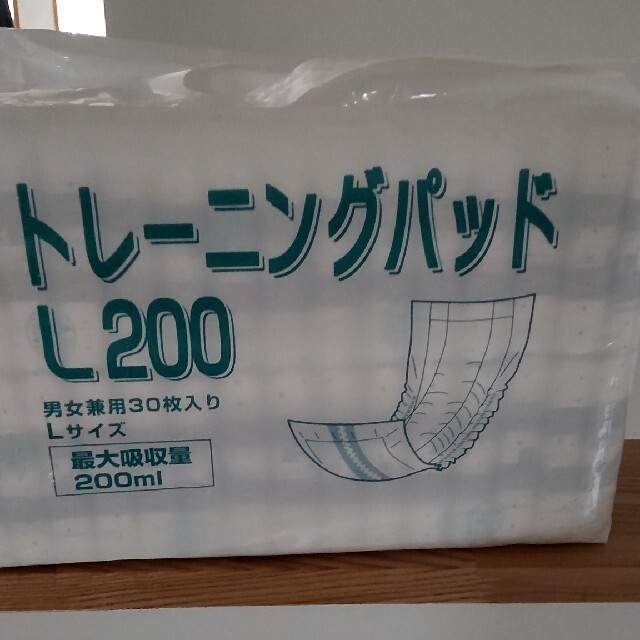 トレーニングパッド
L200
男女兼用30枚入り
Lサイズ
最大吸収量
200ml